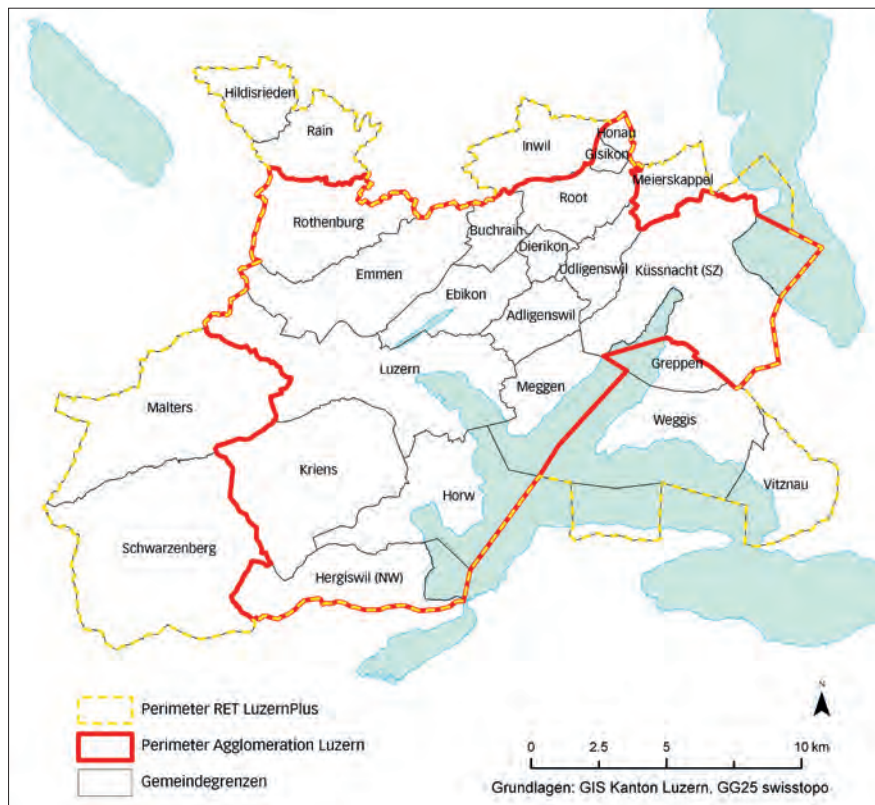 Hildisrieden
Rain
Inwil
Honau
Gisikon
Meierskappel
Root
Rothenburg
Buchrain
Dierikon
Udligenswil
Küssnacht (SZ)
Emmen
Ebikon
Adligenswil
Luzern
Greppen
Meggen
Malters
Weggis
Kriens
Vitznau
Horw
Schwarzenberg
Hergiswil (NW)
N
Perimeter RET LuzernPlus
Perimeter Agglomeration Luzern
Gemeindegrenzen
0 2.5 5 10 km
Grundlagen: GIS Kanton Luzern, GG25 swisstopo